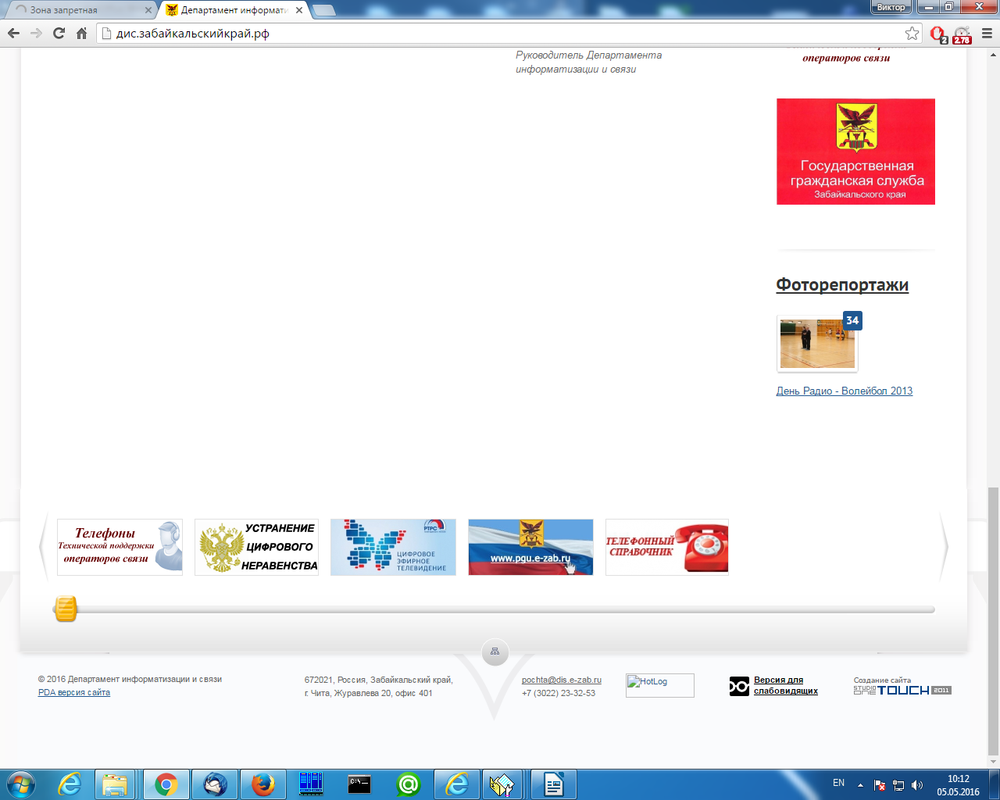 Зона запретная
Департамент информати
Виктор
дис.забайкальскийкрай.рф
2
2.78
Руководитель Департамента
информатизации и связи
операторов связи
Государственная
гражданская служба
Забайкальского края
Фоторепортажи
34
День Радио - Волейбол 2013
Телефоны
Технической поддержки
операторов связи
УСТРАНЕНИЕ
ЦИФРОВОГО
НЕРАВЕНСТВА
РТРС
ЦИФРОВОЕ
ЭФИРНОЕ
ТЕЛЕВИДЕНИЕ
www.pgu.e-zab.ru
ТЕЛЕФОННЫЙ
СПРАВОЧНИК
© 2016 Департамент информатизации и связи
PDA версия сайта
672021, Россия, Забайкальский край,
г. Чита, Журавлева 20, офис 401
pochta@dis.e-zab.ru
+7 (3022) 23-32-53
HotLog
Версия для
слабовидящих
Создание сайта
STUDIO
ONE TOUCH 2011
C:\_
EN
10:12
05.05.2016